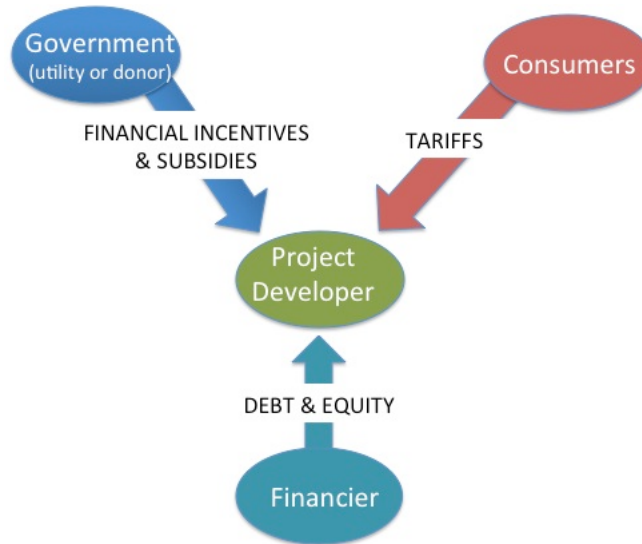 Government
(utility or donor)
Consumers
FINANCIAL INCENTIVES
& SUBSIDIES
TARIFFS
Project
Developer
DEBT & EQUITY
Financier